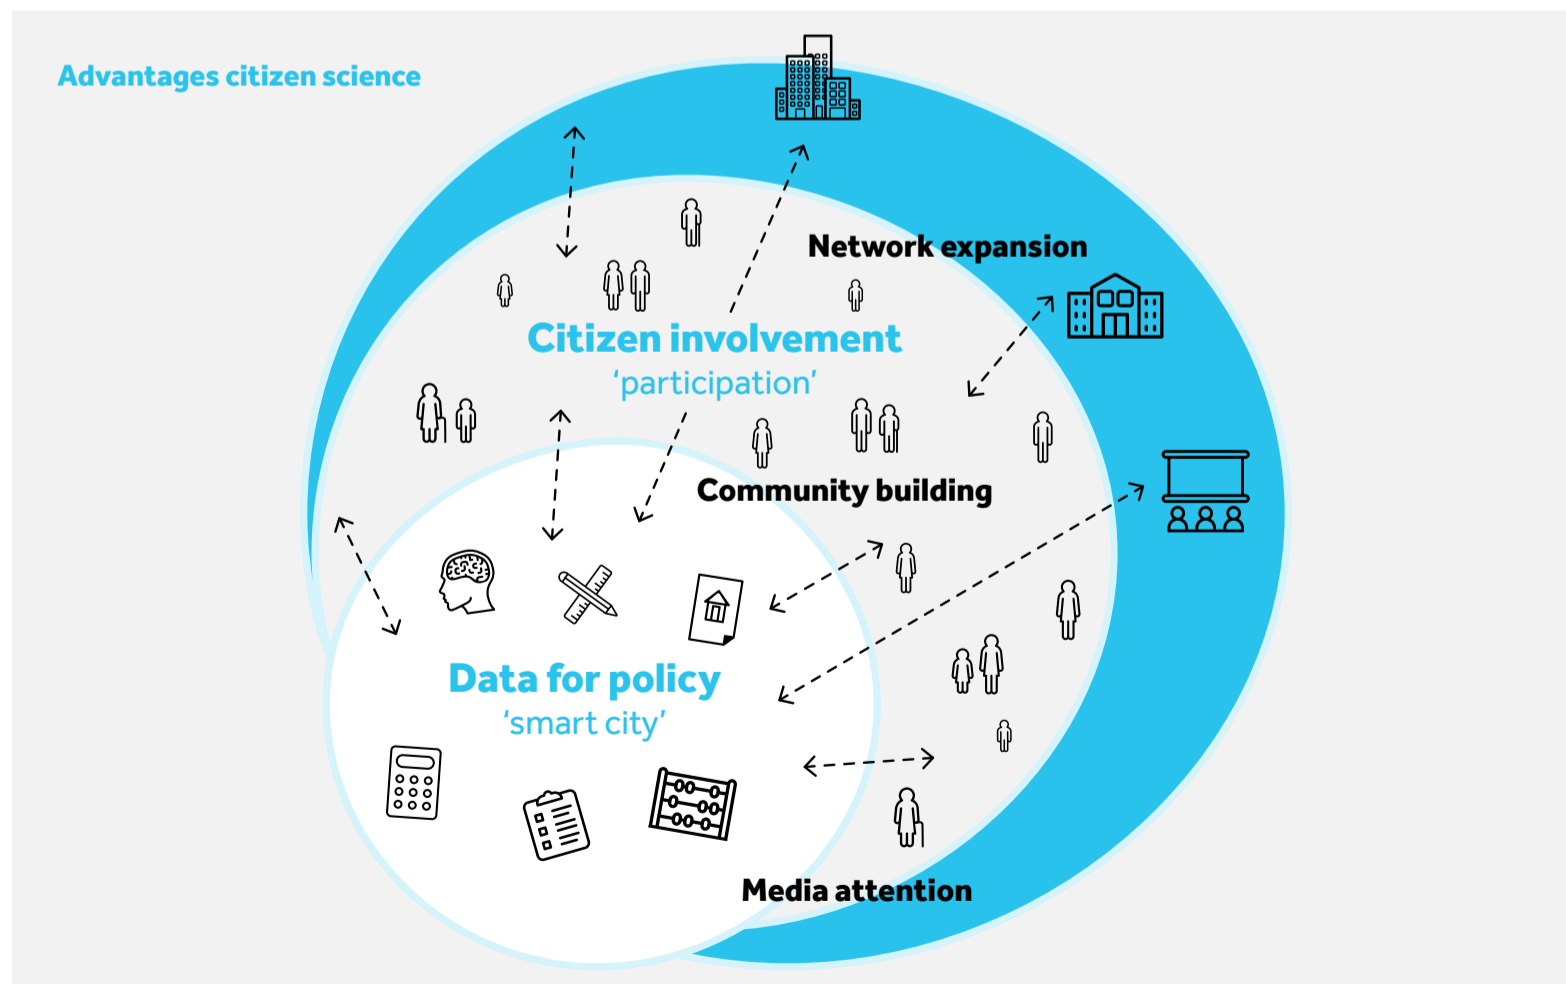 Advantages citizen science
Network expansion
Citizen involvement
‘participation’
Community building
Data for policy
‘smart city’
Media attention